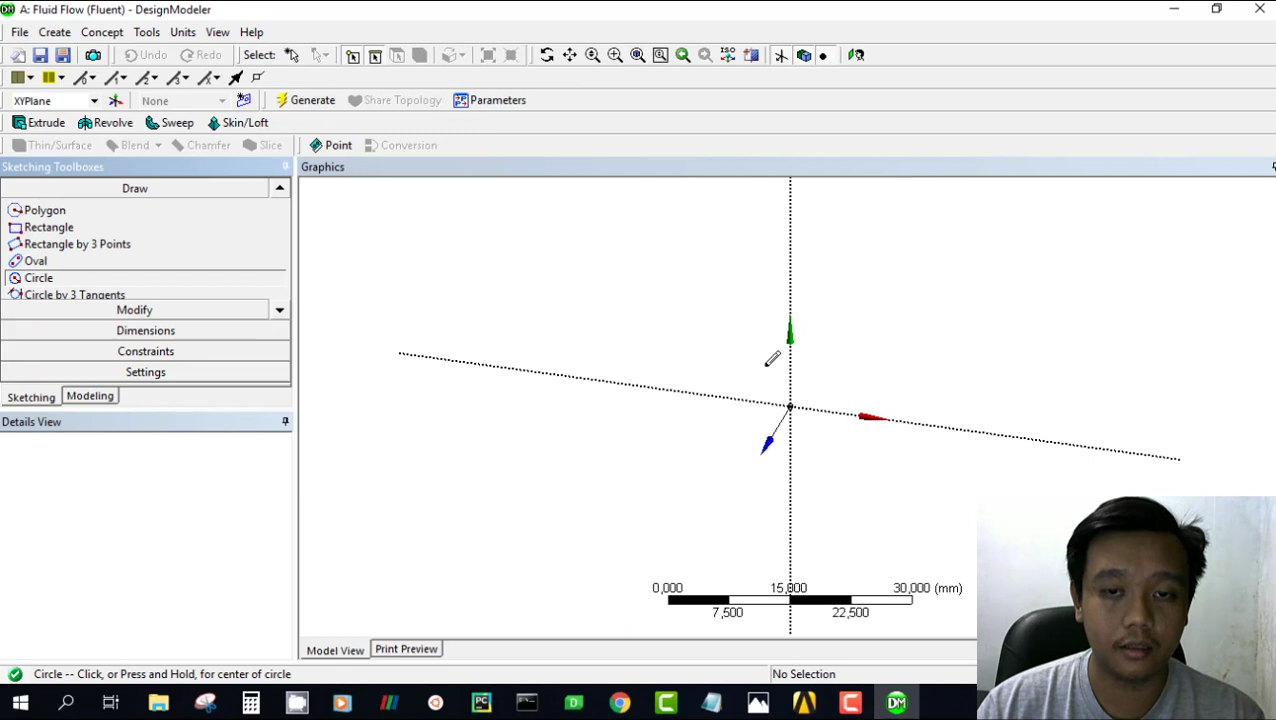 A: Fluid Flow (Fluent) - DesignModeler
File Create Concept Tools Units View Help
Undo Redo Select: ISO
XYPlane None Generate Share Topology Parameters
Extrude Revolve Sweep Skin/Loft
Thin/Surface Blend Chamfer Slice Point Conversion
Sketching Toolboxes
Graphics
Draw
Polygon
Rectangle
Rectangle by 3 Points
Oval
Circle
Circle by 3 Tangents
Modify
Dimensions
Constraints
Settings
Sketching Modeling
Details View
0,000 15,000 30,000 (mm)
7,500 22,500
Model View Print Preview
Circle -- Click, or Press and Hold, for center of circle
No Selection